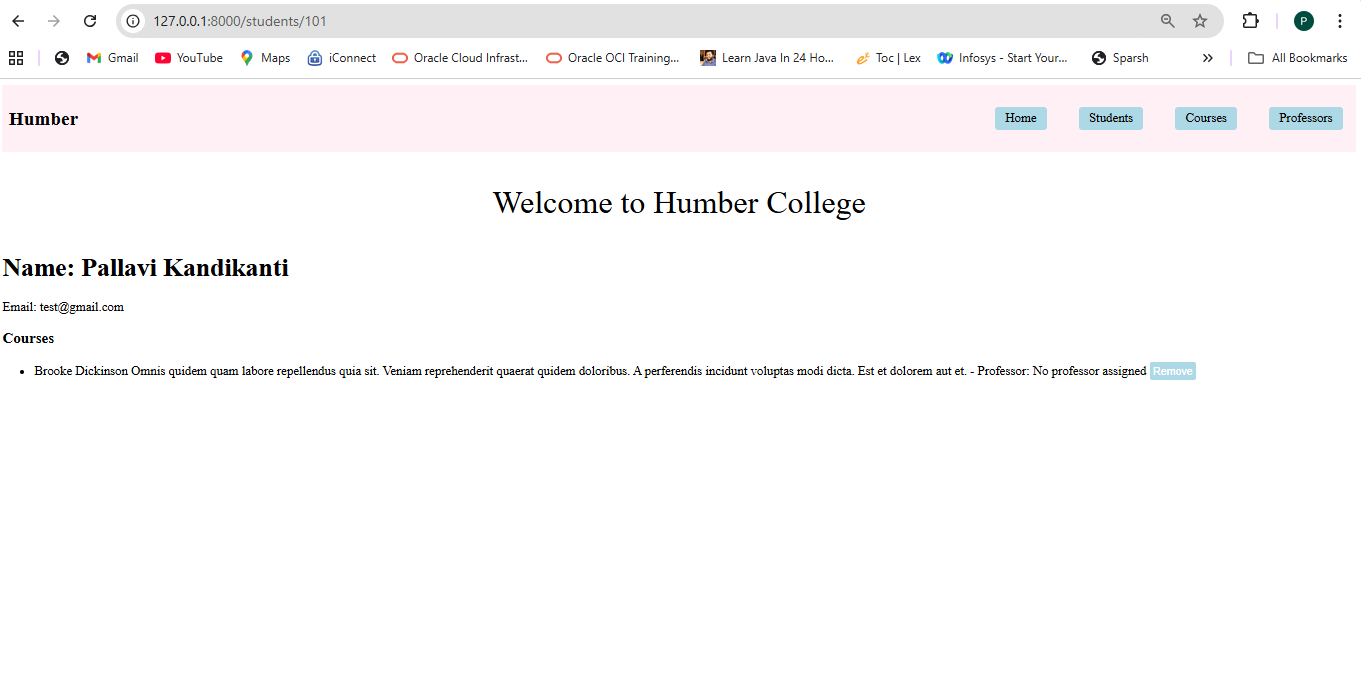 127.0.0.1:8000/students/101
P
Gmail YouTube Maps iConnect Oracle Cloud Infrast... Oracle OCI Training... Learn Java In 24 Ho... Toc | Lex Infosys - Start Your... Sparsh » All Bookmarks
Humber Home Students Courses Professors
Welcome to Humber College
Name: Pallavi Kandikanti
Email: test@gmail.com
Courses
• Brooke Dickinson Omnis quidem quam labore repellendus quia sit. Veniam reprehenderit quaerat quidem doloribus. A perferendis incidunt voluptas modi dicta. Est et dolorem aut et. - Professor: No professor assigned Remove